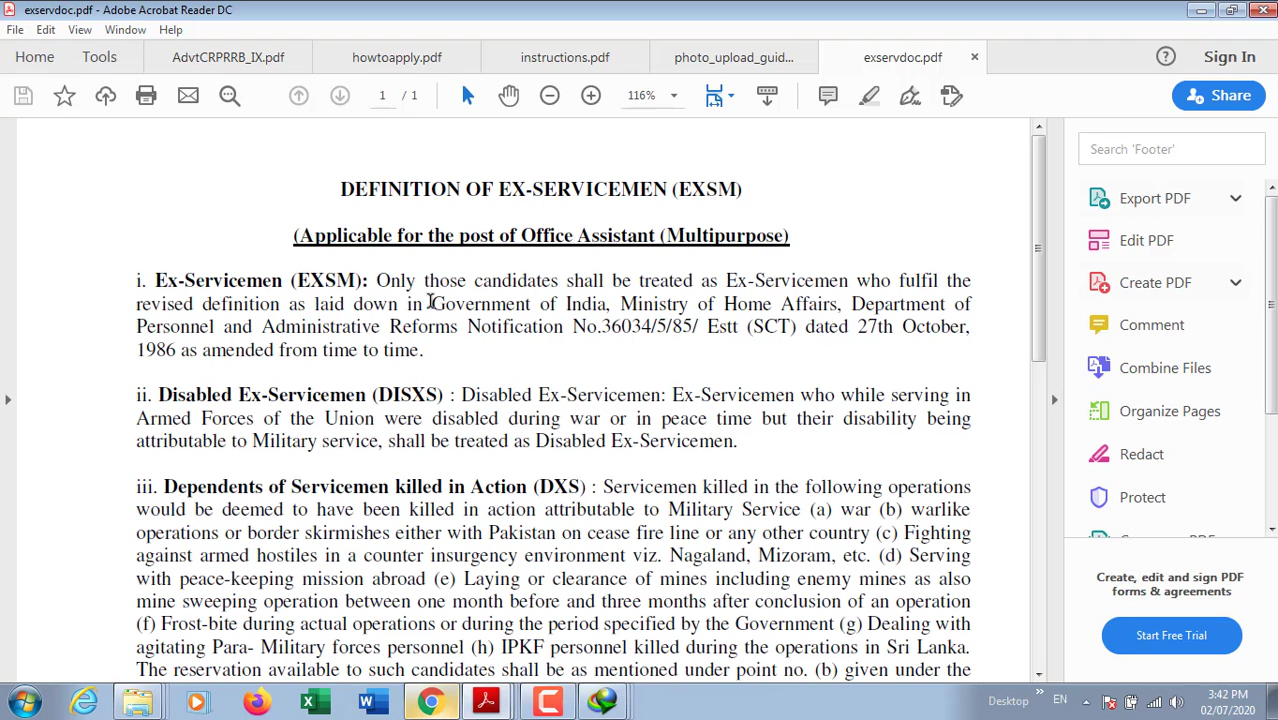 exservdoc.pdf - Adobe Acrobat Reader DC
File Edit View Window Help
Home Tools AdvtCRPRRB_IX.pdf howtoapply.pdf instructions.pdf photo_upload_guid... exservdoc.pdf × Sign In
1 / 1 116% Share
DEFINITION OF EX-SERVICEMEN (EXSM)
(Applicable for the post of Office Assistant (Multipurpose)
i. Ex-Servicemen (EXSM): Only those candidates shall be treated as Ex-Servicemen who fulfil the
revised definition as laid down in Government of India, Ministry of Home Affairs, Department of
Personnel and Administrative Reforms Notification No.36034/5/85/ Estt (SCT) dated 27th October,
1986 as amended from time to time.
ii. Disabled Ex-Servicemen (DISXS) : Disabled Ex-Servicemen: Ex-Servicemen who while serving in
Armed Forces of the Union were disabled during war or in peace time but their disability being
attributable to Military service, shall be treated as Disabled Ex-Servicemen.
iii. Dependents of Servicemen killed in Action (DXS) : Servicemen killed in the following operations
would be deemed to have been killed in action attributable to Military Service (a) war (b) warlike
operations or border skirmishes either with Pakistan on cease fire line or any other country (c) Fighting
against armed hostiles in a counter insurgency environment viz. Nagaland, Mizoram, etc. (d) Serving
with peace-keeping mission abroad (e) Laying or clearance of mines including enemy mines as also
mine sweeping operation between one month before and three months after conclusion of an operation
(f) Frost-bite during actual operations or during the period specified by the Government (g) Dealing with
agitating Para- Military forces personnel (h) IPKF personnel killed during the operations in Sri Lanka.
The reservation available to such candidates shall be as mentioned under point no. (b) given under the
Search 'Footer'
Export PDF
Edit PDF
Create PDF
Comment
Combine Files
Organize Pages
Redact
Protect
Create, edit and sign PDF
forms & agreements
Start Free Trial
Desktop » EN 3:42 PM
02/07/2020